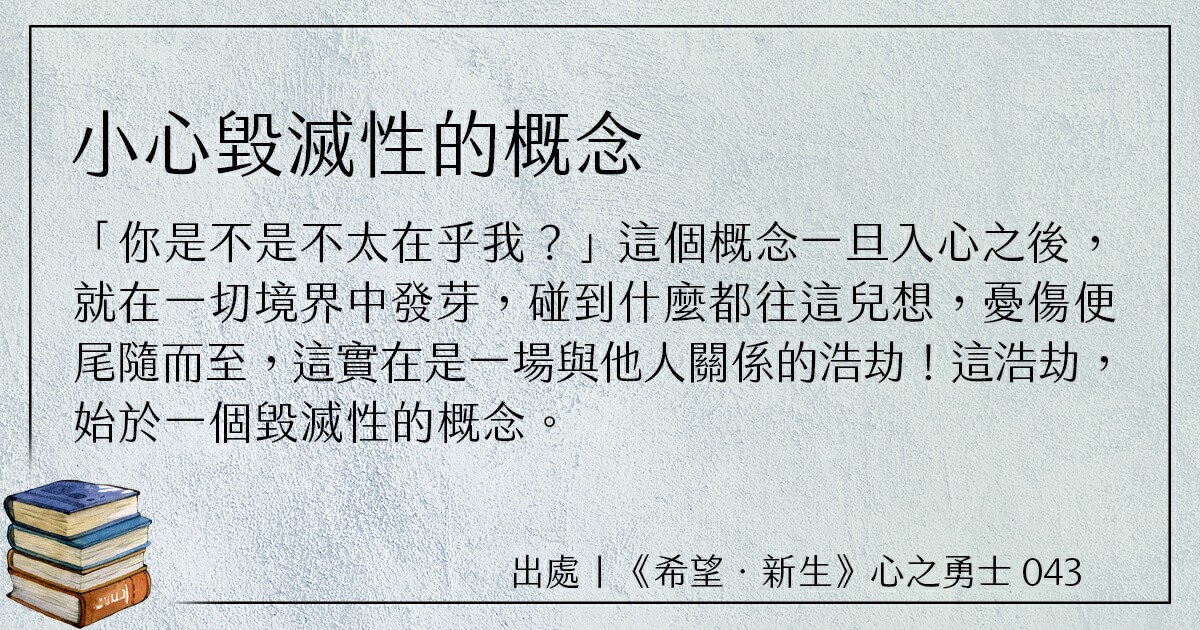 小心毀滅性的概念
「你是不是不太在乎我？」這個概念一旦入心之後，
就在一切境界中發芽，碰到什麼都往這兒想，憂傷便
尾隨而至，這實在是一場與他人關係的浩劫！這浩劫，
始於一個毀滅性的概念。
出處｜《希望．新生》心之勇士 043